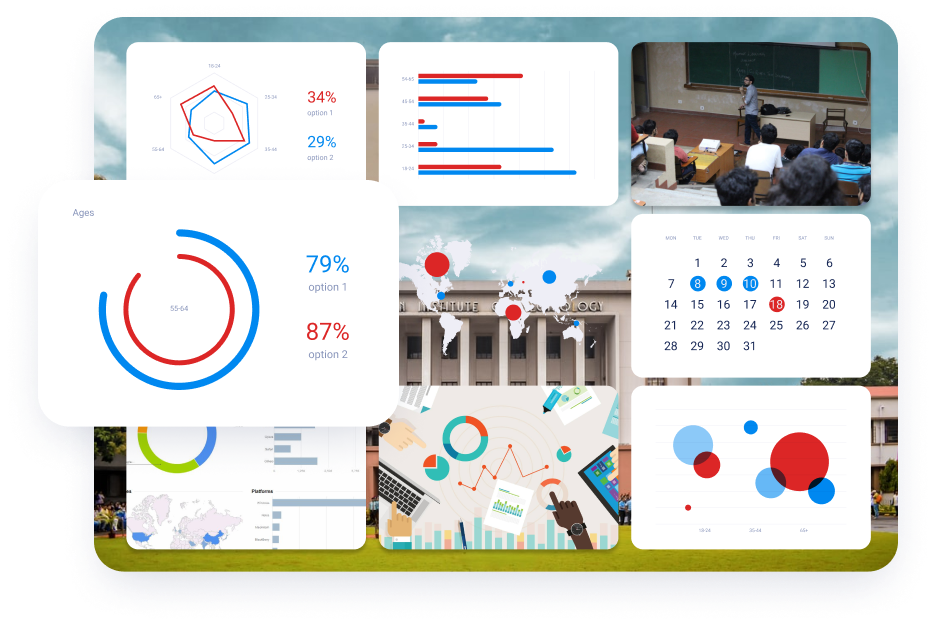 18-24
65+
25-34
50-64
35-44
34%
option 1
29%
option 2
54-65
45-54
35-44
25-34
18-24
Ages
55-64
79%
option 1
87%
option 2
INSTITUTE
MON TUE WED THU FRI SAT SUN
1 2 3 4 5 6
7 8 9 10 11 12 13
14 15 16 17 18 19 20
21 22 23 24 25 26 27
28 29 30 31
Platforms
18-24 35-44 65+